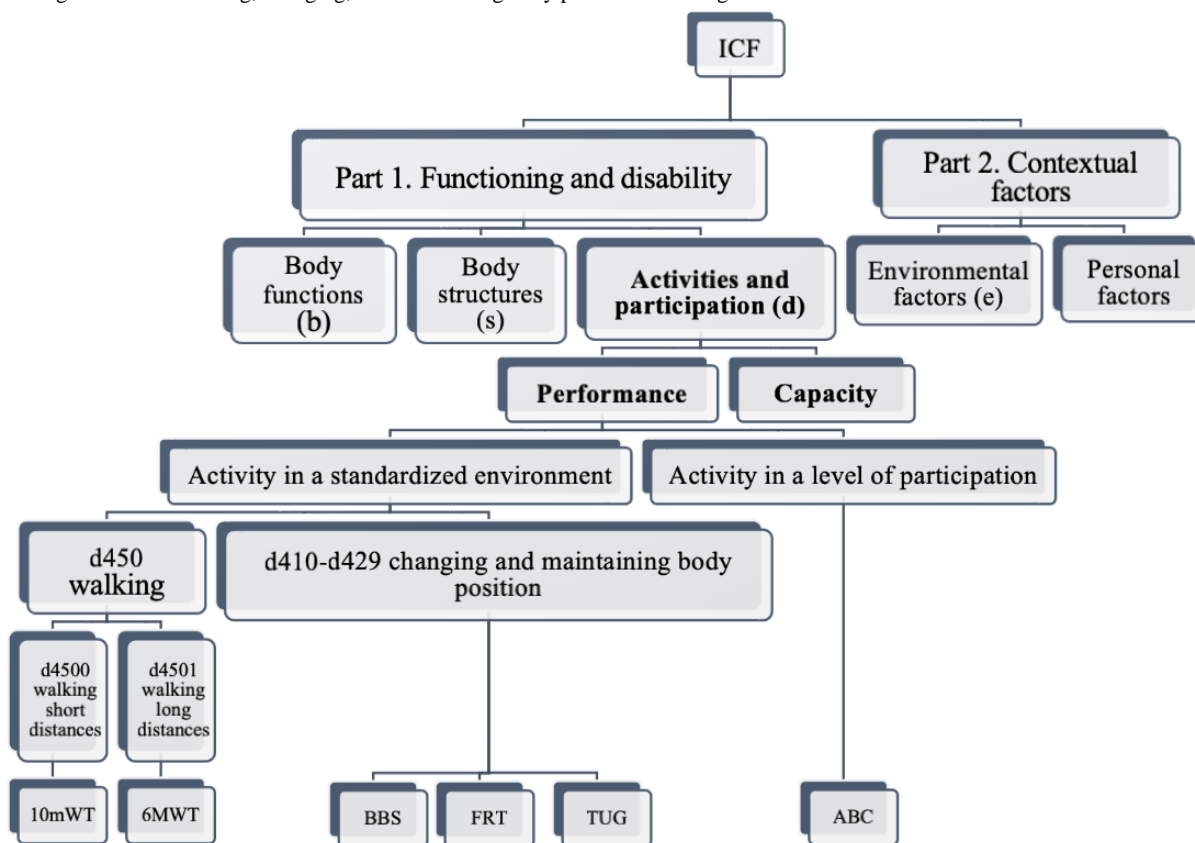 ICF
Part 1. Functioning and disability
Part 2. Contextual
factors
Body
functions
(b)
Body
structures
(s)
Activities and
participation (d)
Environmental
factors (e)
Personal
factors
Performance
Capacity
Activity in a standardized environment
Activity in a level of participation
d450
walking
d410-d429 changing and maintaining body
position
d4500
walking
short
distances
d4501
walking
long
distances
10mWT
6MWT
BBS
FRT
TUG
ABC